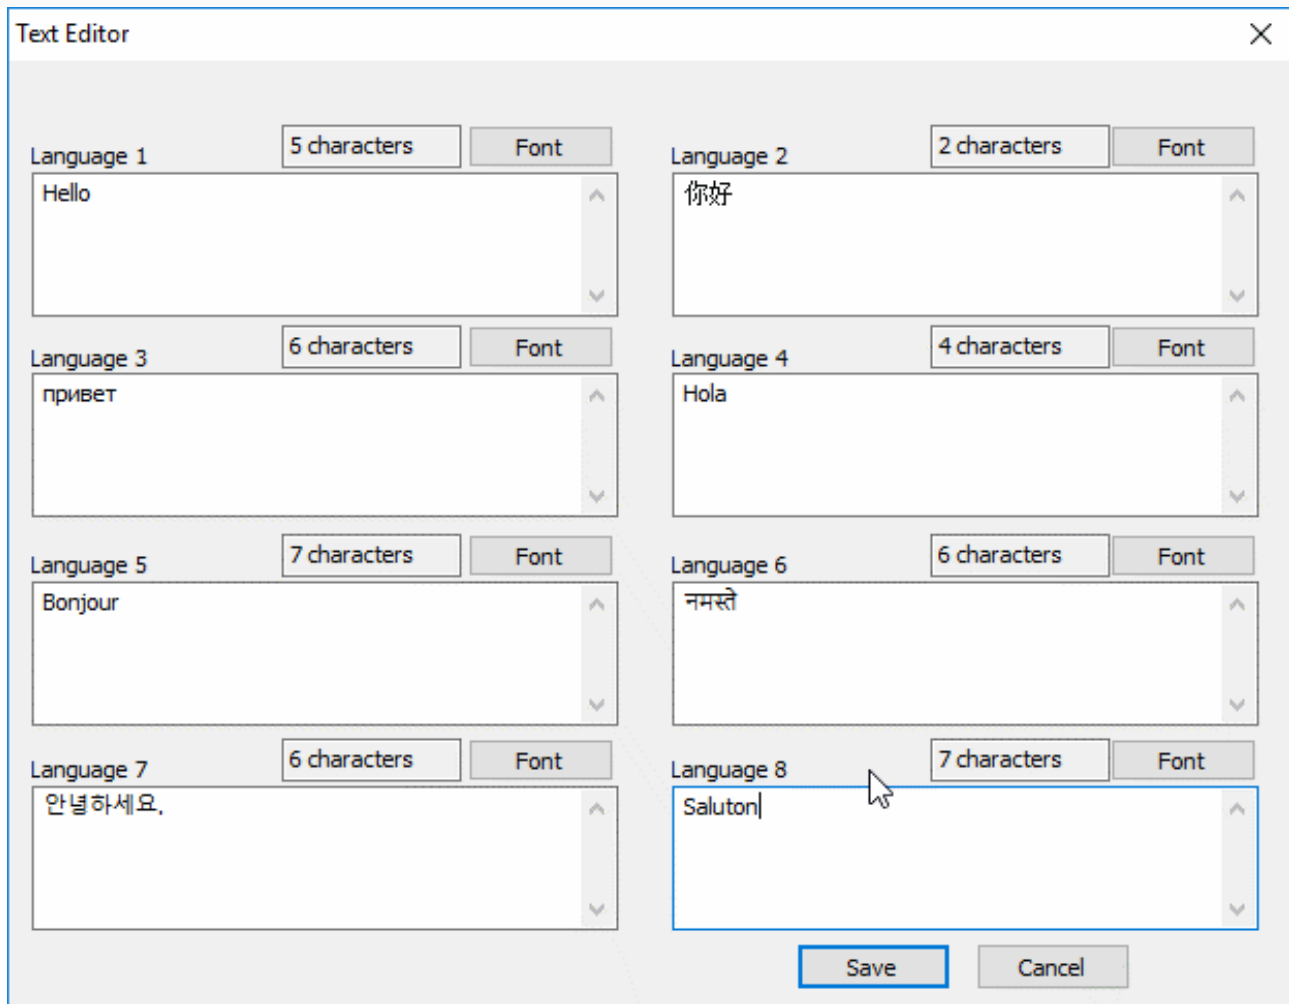 Text Editor
Language 1 5 characters Font
Hello
Language 2 2 characters Font
你好
Language 3 6 characters Font
привет
Language 4 4 characters Font
Hola
Language 5 7 characters Font
Bonjour
Language 6 6 characters Font
नमस्ते
Language 7 6 characters Font
안녕하세요.
Language 8 7 characters Font
Saluton
Save Cancel